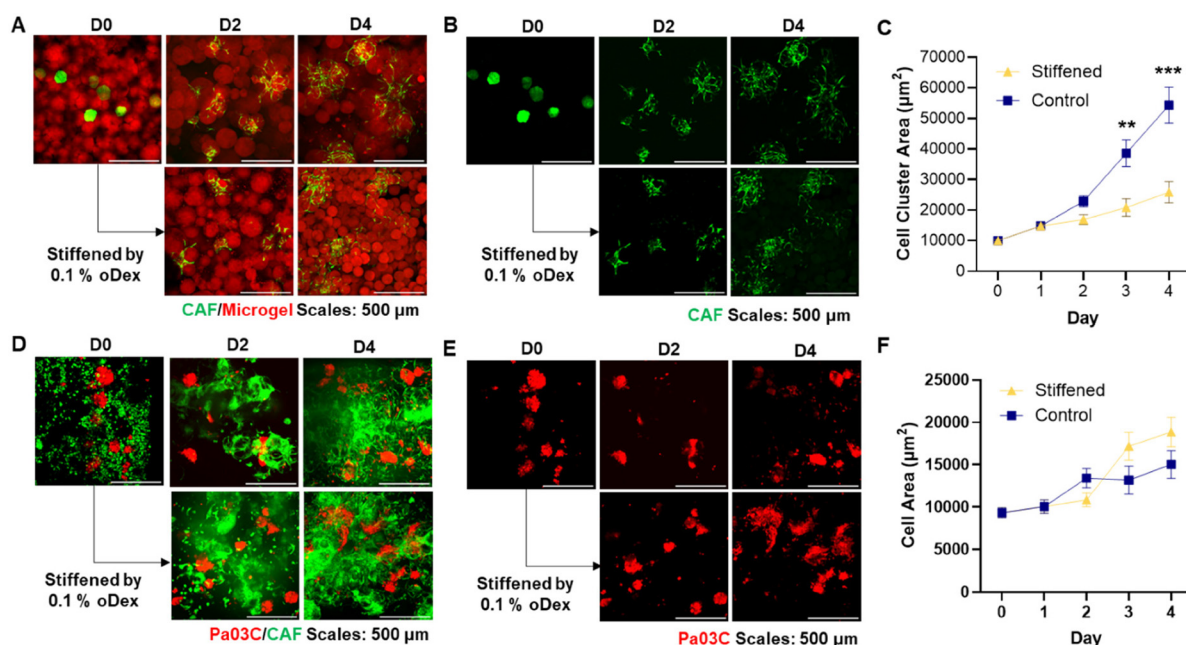 A
D0
D2
D4
Stiffened by
0.1 % oDex
CAF/Microgel Scales: 500 µm
B
D0
D2
D4
Stiffened by
0.1 % oDex
CAF Scales: 500 µm
C
Cell Cluster Area (µm²)
70000
60000
50000
40000
30000
20000
10000
0
Stiffened
Control
**
***
0 1 2 3 4
Day
D
D0
D2
D4
Stiffened by
0.1 % oDex
Pa03C/CAF Scales: 500 µm
E
D0
D2
D4
Stiffened by
0.1 % oDex
Pa03C Scales: 500 µm
F
Cell Area (µm²)
25000
20000
15000
10000
5000
0
Stiffened
Control
0 1 2 3 4
Day